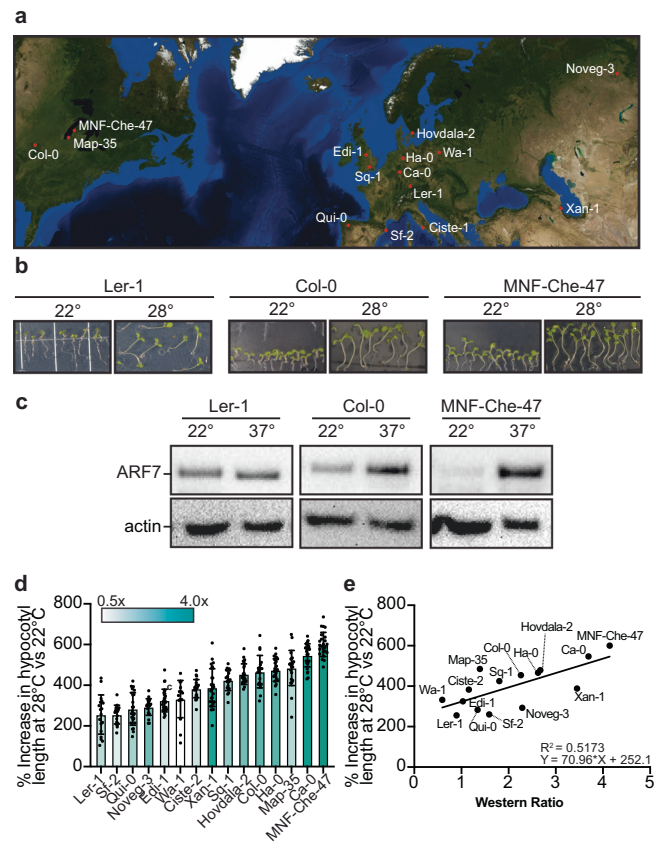 a
Noveg-3
MNF-Che-47
Map-35
Col-0
Hovdala-2
Edi-1
Wa-1
Ha-0
Sq-1
Ca-0
Ler-1
Xan-1
Qui-0
Sf-2
Ciste-1
b
Ler-1 Col-0 MNF-Che-47
22° 28° 22° 28° 22° 28°
c
Ler-1 Col-0 MNF-Che-47
22° 37° 22° 37° 22° 37°
ARF7
actin
d
% Increase in hypocotyl
length at 28°C vs 22°C
800
600
400
200
0
0.5x 4.0x
Ler-1
Sf-2
Qui-0
Noveg-3
Edi-1
Wa-1
Ciste-2
Xan-1
Sq-1
Hovdala-2
Col-0
Ha-0
Map-35
Ca-0
MNF-Che-47
e
% Increase in hypocotyl
length at 28°C vs 22°C
800
600
400
200
0
Hovdala-2
MNF-Che-47
Col-0
Ha-0
Ca-0
Map-35
Sq-1
Ciste-2
Wa-1
Xan-1
Edi-1
Ler-1
Qui-0
Sf-2
Noveg-3
R² = 0.5173
Y = 70.96*X + 252.1
0 1 2 3 4 5
Western Ratio